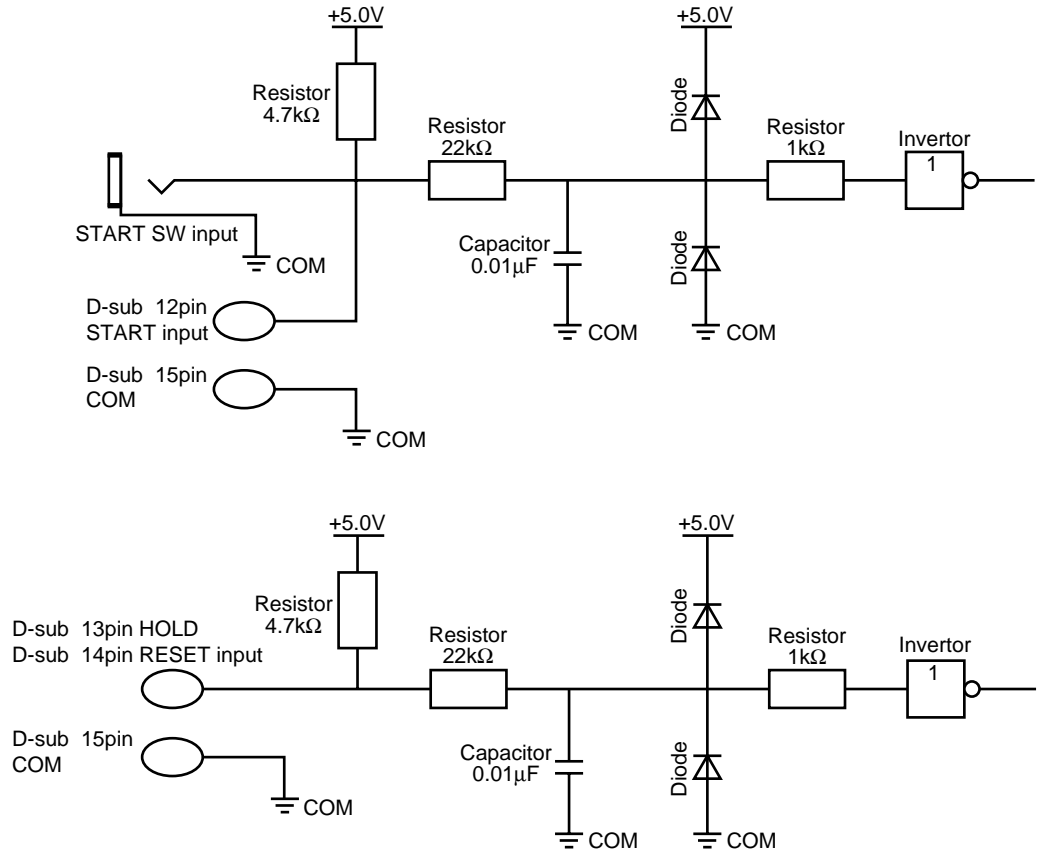 +5.0V
+5.0V
Resistor
4.7kΩ
Diode
Resistor
22kΩ
Resistor
1kΩ
Invertor
1
START SW input
COM
Capacitor
0.01μF
Diode
D-sub 12pin
START input
COM
COM
D-sub 15pin
COM
COM
+5.0V
+5.0V
Resistor
4.7kΩ
Diode
D-sub 13pin HOLD
D-sub 14pin RESET input
Resistor
22kΩ
Resistor
1kΩ
Invertor
1
D-sub 15pin
COM
Capacitor
0.01μF
Diode
COM
COM
COM